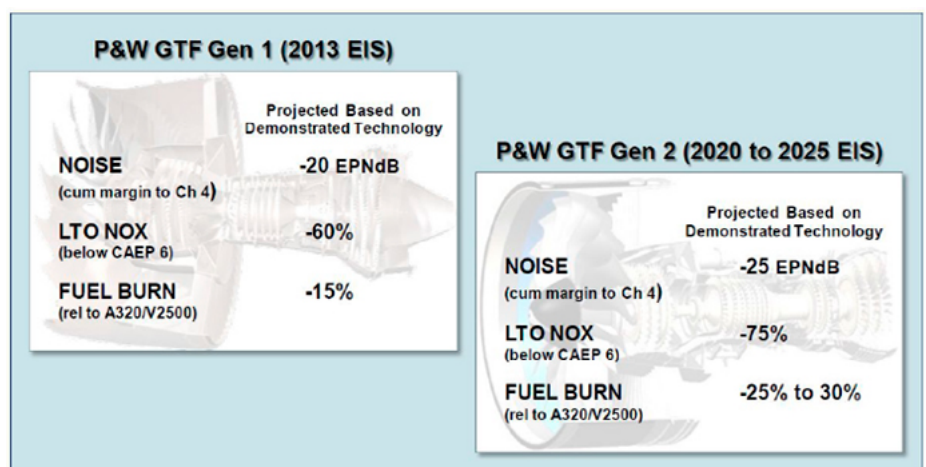 P&W GTF Gen 1 (2013 EIS)
Projected Based on
Demonstrated Technology
NOISE -20 EPNdB
(cum margin to Ch 4)
LTO NOX -60%
(below CAEP 6)
FUEL BURN -15%
(rel to A320/V2500)
P&W GTF Gen 2 (2020 to 2025 EIS)
Projected Based on
Demonstrated Technology
NOISE -25 EPNdB
(cum margin to Ch 4)
LTO NOX -75%
(below CAEP 6)
FUEL BURN -25% to 30%
(rel to A320/V2500)